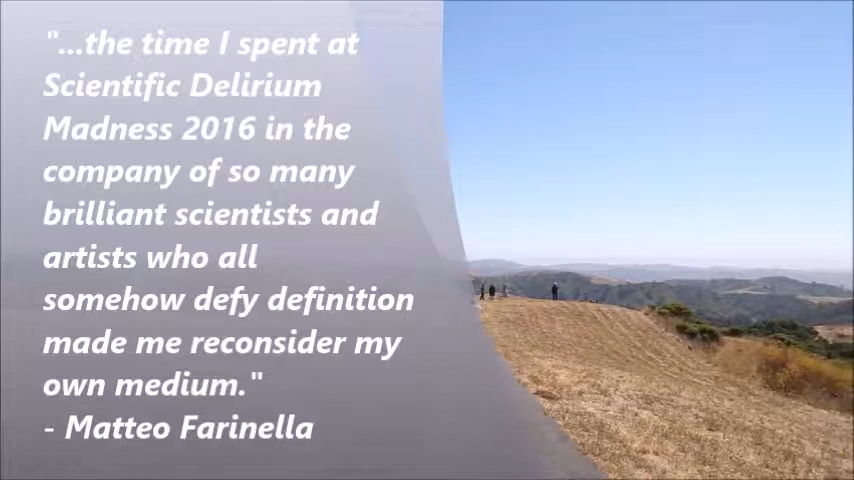 "...the time I spent at
Scientific Delirium
Madness 2016 in the
company of so many
brilliant scientists and
artists who all
somehow defy definition
made me reconsider my
own medium."
- Matteo Farinella